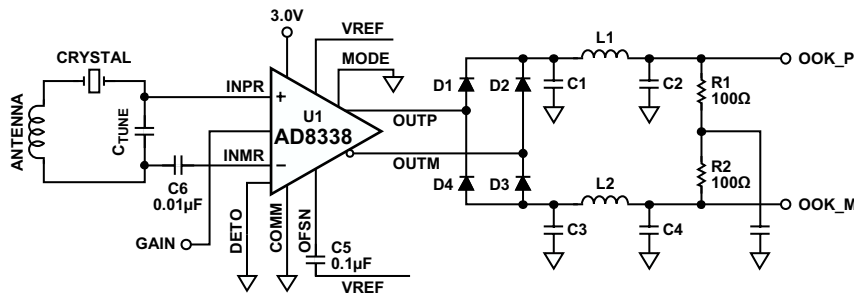 3.0V
VREF
L1
CRYSTAL
MODE
OOK_P
INPR
+
D1
D2
C1
C2
R1
100Ω
U1
AD8338
OUTP
ANTENNA
CTUNE
INMR
–
OUTM
R2
100Ω
C6
0.01µF
D4
D3
L2
OOK_M
GAIN
DETO
COMM
OFSN
C5
0.1µF
C3
C4
VREF